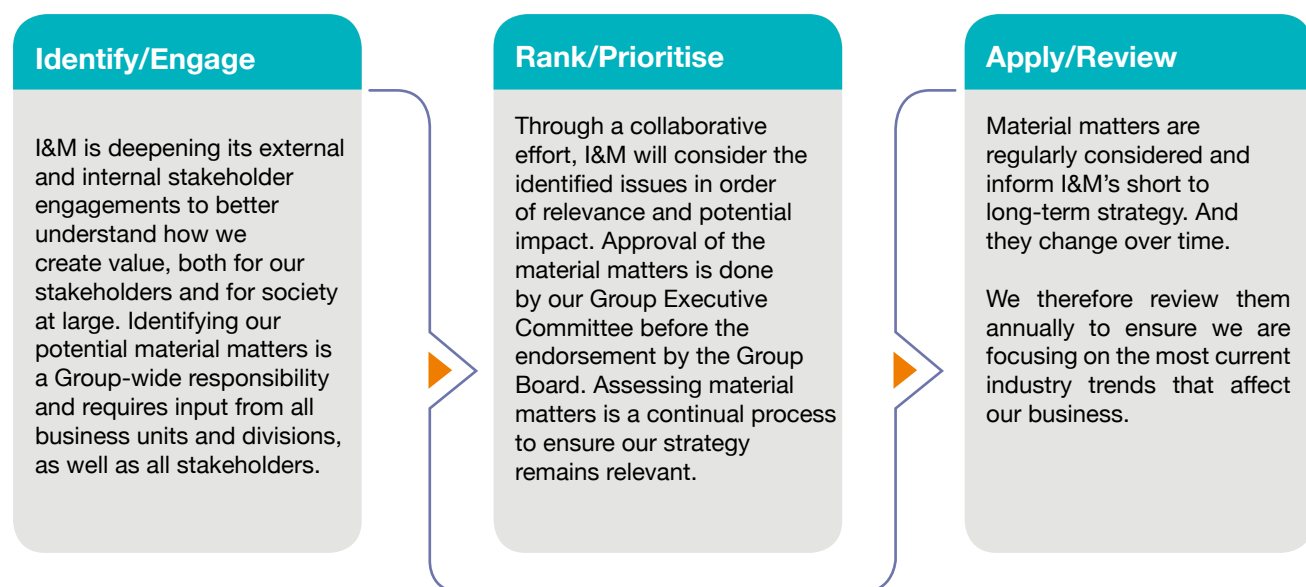 Identify/Engage
I&M is deepening its external
and internal stakeholder
engagements to better
understand how we
create value, both for our
stakeholders and for society
at large. Identifying our
potential material matters is
a Group-wide responsibility
and requires input from all
business units and divisions,
as well as all stakeholders.
Rank/Prioritise
Through a collaborative
effort, I&M will consider the
identified issues in order
of relevance and potential
impact. Approval of the
material matters is done
by our Group Executive
Committee before the
endorsement by the Group
Board. Assessing material
matters is a continual process
to ensure our strategy
remains relevant.
Apply/Review
Material matters are
regularly considered and
inform I&M’s short to
long-term strategy. And
they change over time.
We therefore review them
annually to ensure we are
focusing on the most current
industry trends that affect
our business.